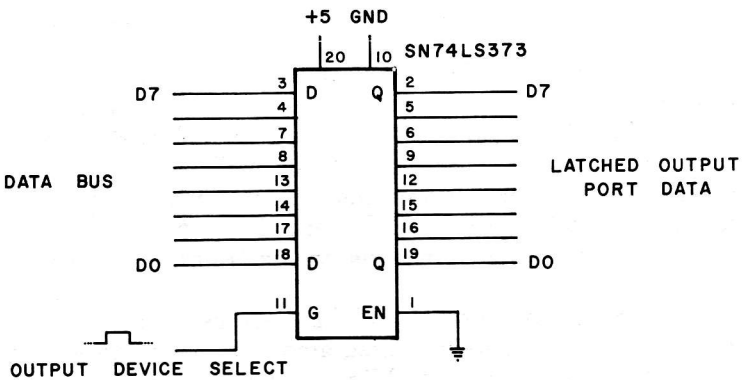 +5 GND
20 10 SN74LS373
D7 3 D Q 2 D7
4 5
7 6
8 9
DATA BUS 13 12 LATCHED OUTPUT
PORT DATA
14 15
17 16
D0 18 D Q 19 D0
11 G EN 1
OUTPUT DEVICE SELECT